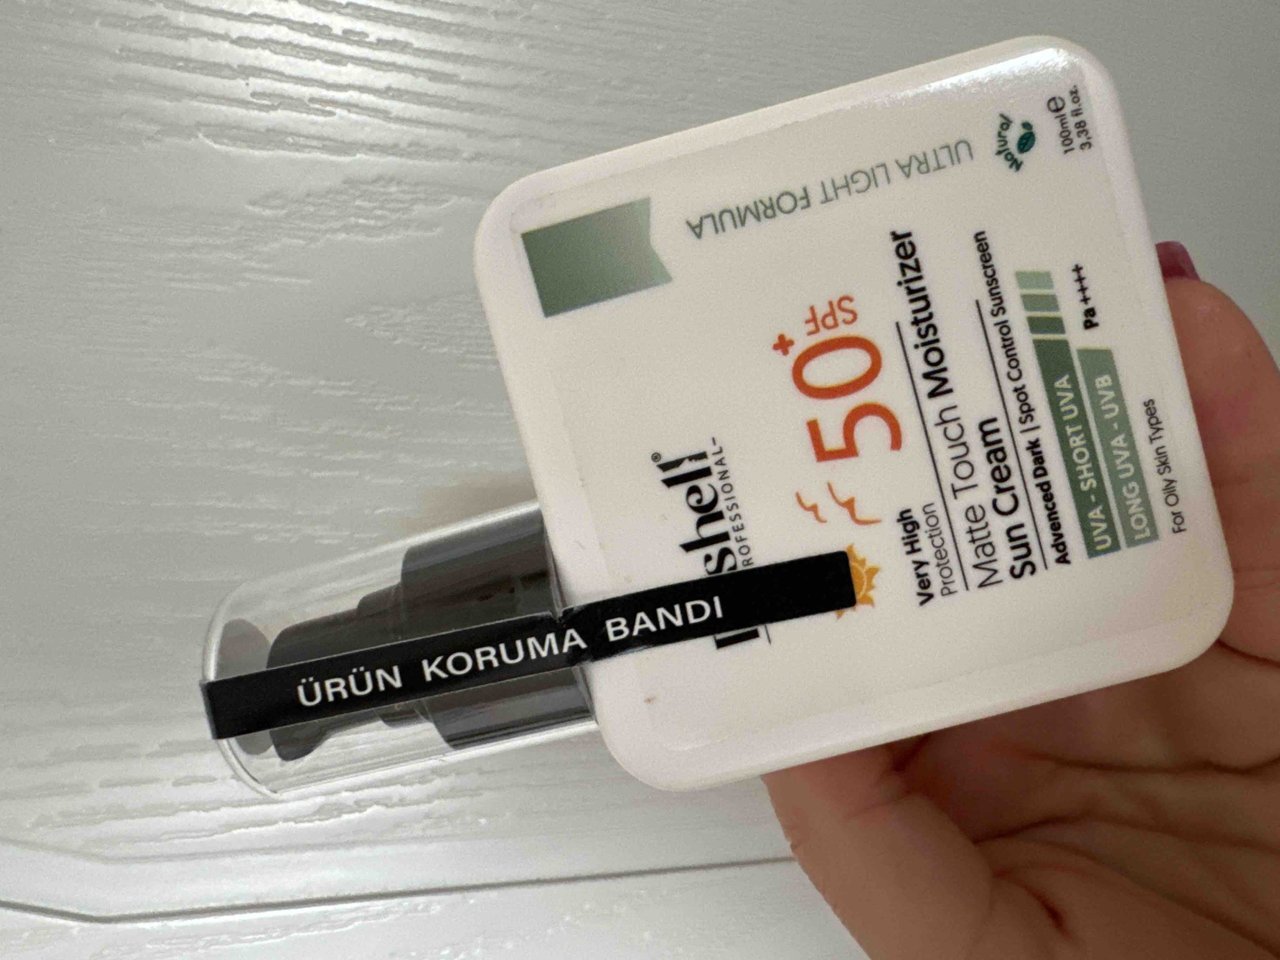 ÜRÜN KORUMA BANDI
shell®
ROFESSIONAL-
50+ SPF
Very High
Protection
Matte Touch Moisturizer
Sun Cream
Advenced Dark | Spot Control Sunscreen
UVA - SHORT UVA
LONG UVA - UVB
Pa ++++
For Oily Skin Types
ULTRA LIGHT FORMULA
Natural
100ml e
3,38 fl.oz.